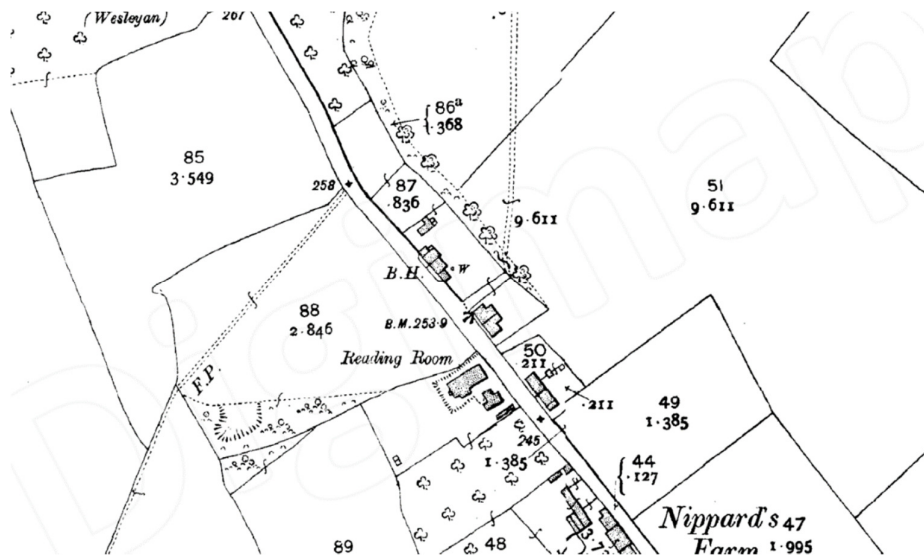 (Wesleyan)
267
86ª
·368
85
3·549
258
87
·836
51
9·611
9·611
B.H.
W
88
2·846
B.M. 253·9
Reading Room
50
·211
F.P.
·211
49
1·385
245
1·385
44
·127
Nippard's
Farm
47
1·995
89
48
Digimap